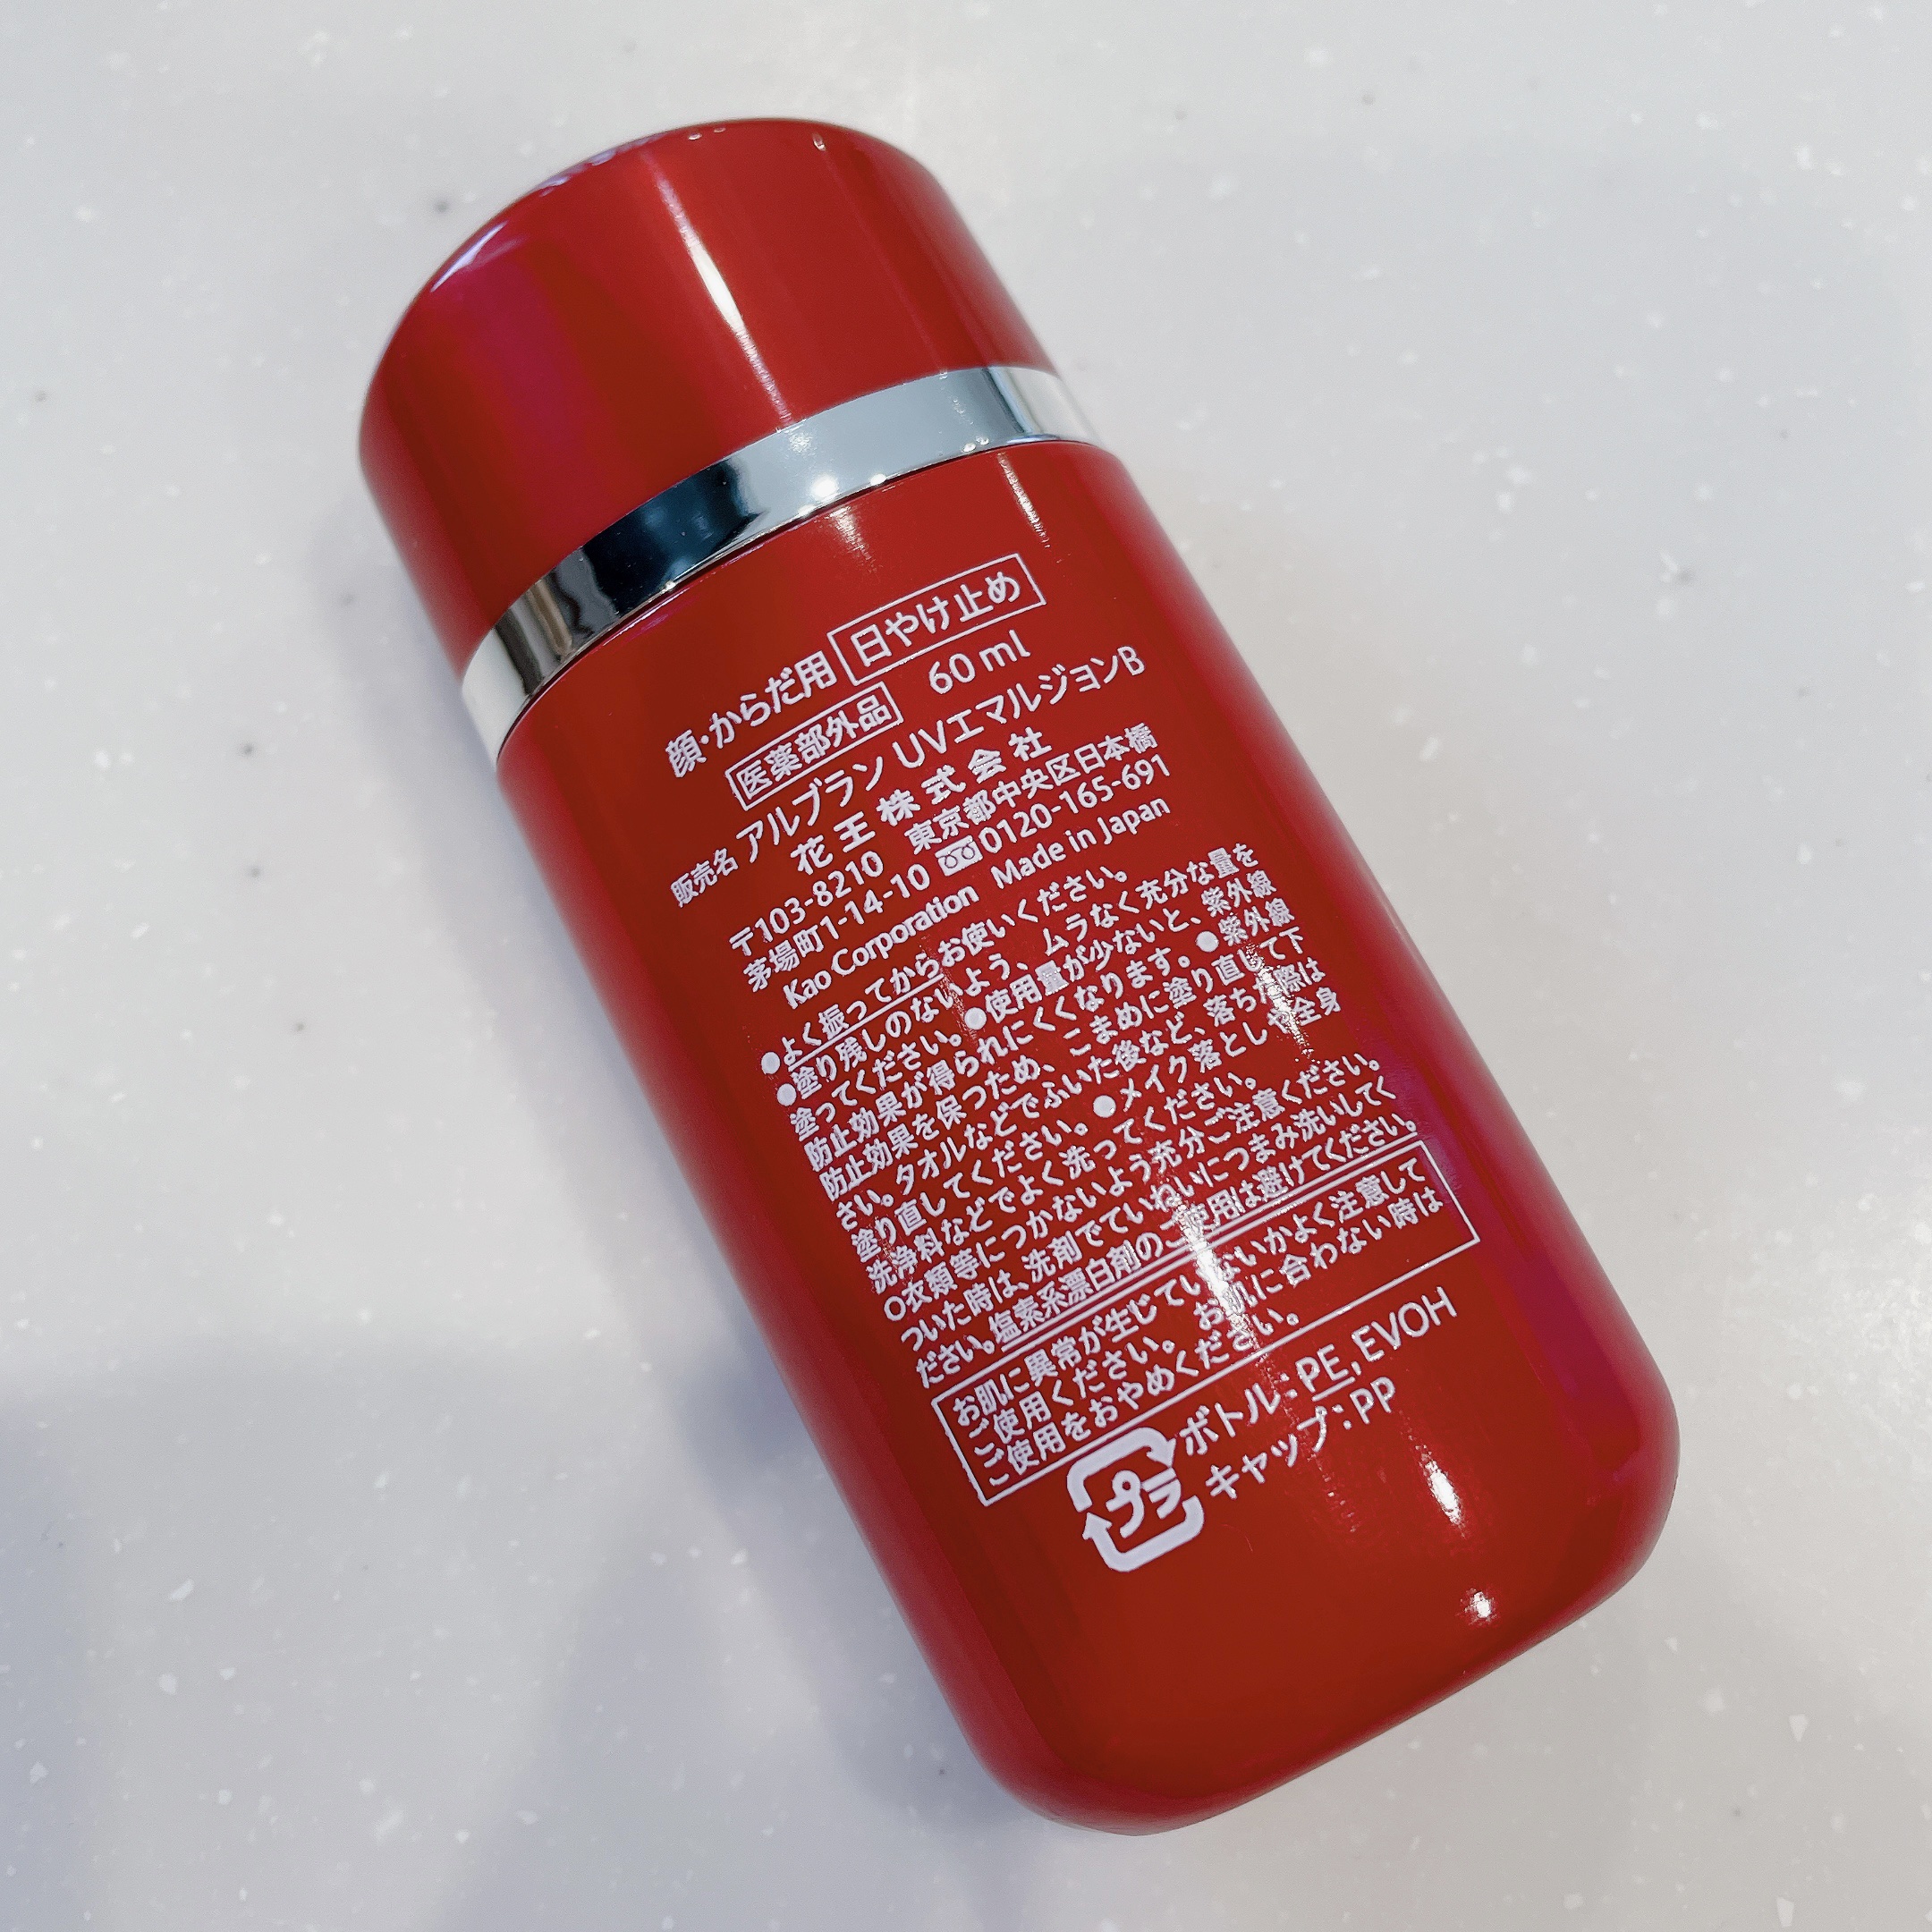 顔・からだ用 日やけ止め
医薬部外品 60ml
販売名 アルブラン UVエマルジョンB
花王株式会社
〒103-8210 東京都中央区日本橋
茅場町1-14-10 0120-165-691
Kao Corporation Made in Japan
●よく振ってからお使いください。
●塗り残しのないよう、ムラなく充分な量を
塗ってください。●使用量が少ないと、紫外線
防止効果が得られにくくなります。●紫外線
防止効果を保つため、こまめに塗り直して下
さい。タオルなどでふいた後など、落ちた際は
塗り直してください。●メイク落としや全身
洗浄料などでよく洗ってください。
○衣類等につかないよう充分ご注意ください。
ついた時は、洗剤でていねいにつまみ洗いしてく
ださい。塩素系漂白剤のご使用は避けてください。
お肌に異常が生じていないかよく注意して
ご使用ください。お肌に合わない時は
ご使用をおやめください。
プラ ボトル:PE,EVOH
キャップ:PP